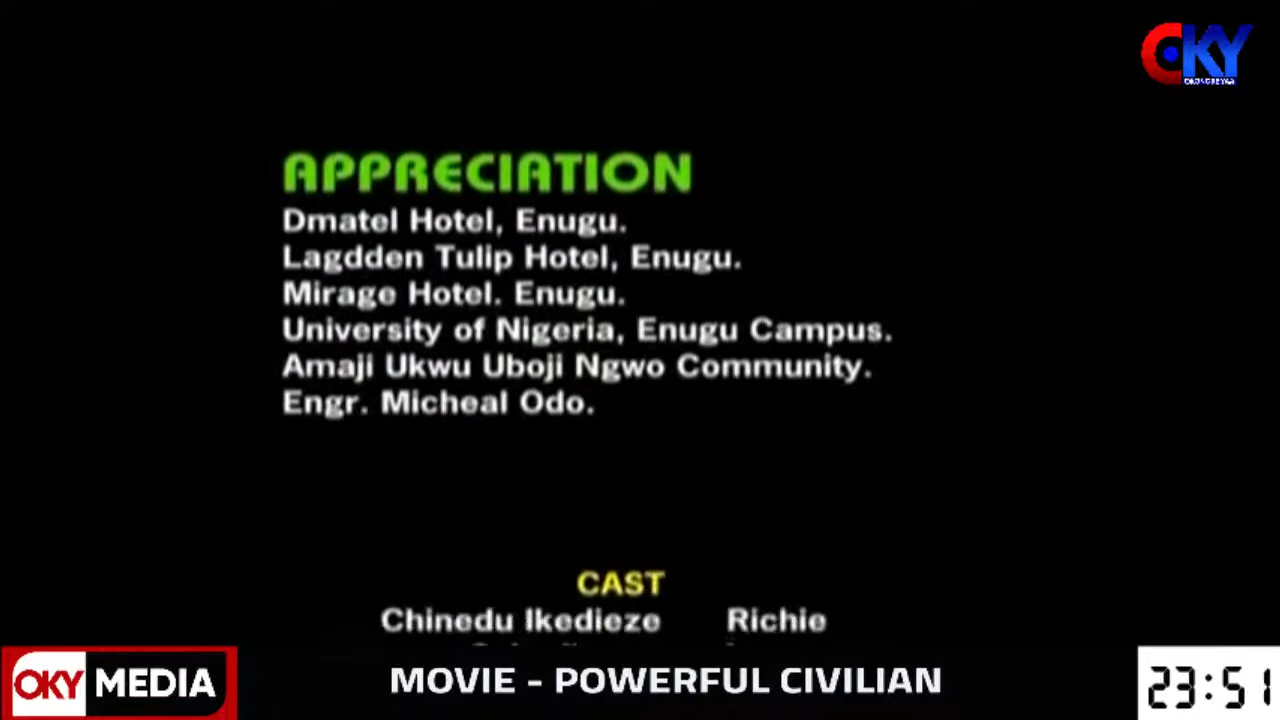 OKY
APPRECIATION
Dmatel Hotel, Enugu.
Lagdden Tulip Hotel, Enugu.
Mirage Hotel. Enugu.
University of Nigeria, Enugu Campus.
Amaji Ukwu Uboji Ngwo Community.
Engr. Micheal Odo.
CAST
Chinedu Ikedieze Richie
OKY MEDIA
MOVIE - POWERFUL CIVILIAN
23:51